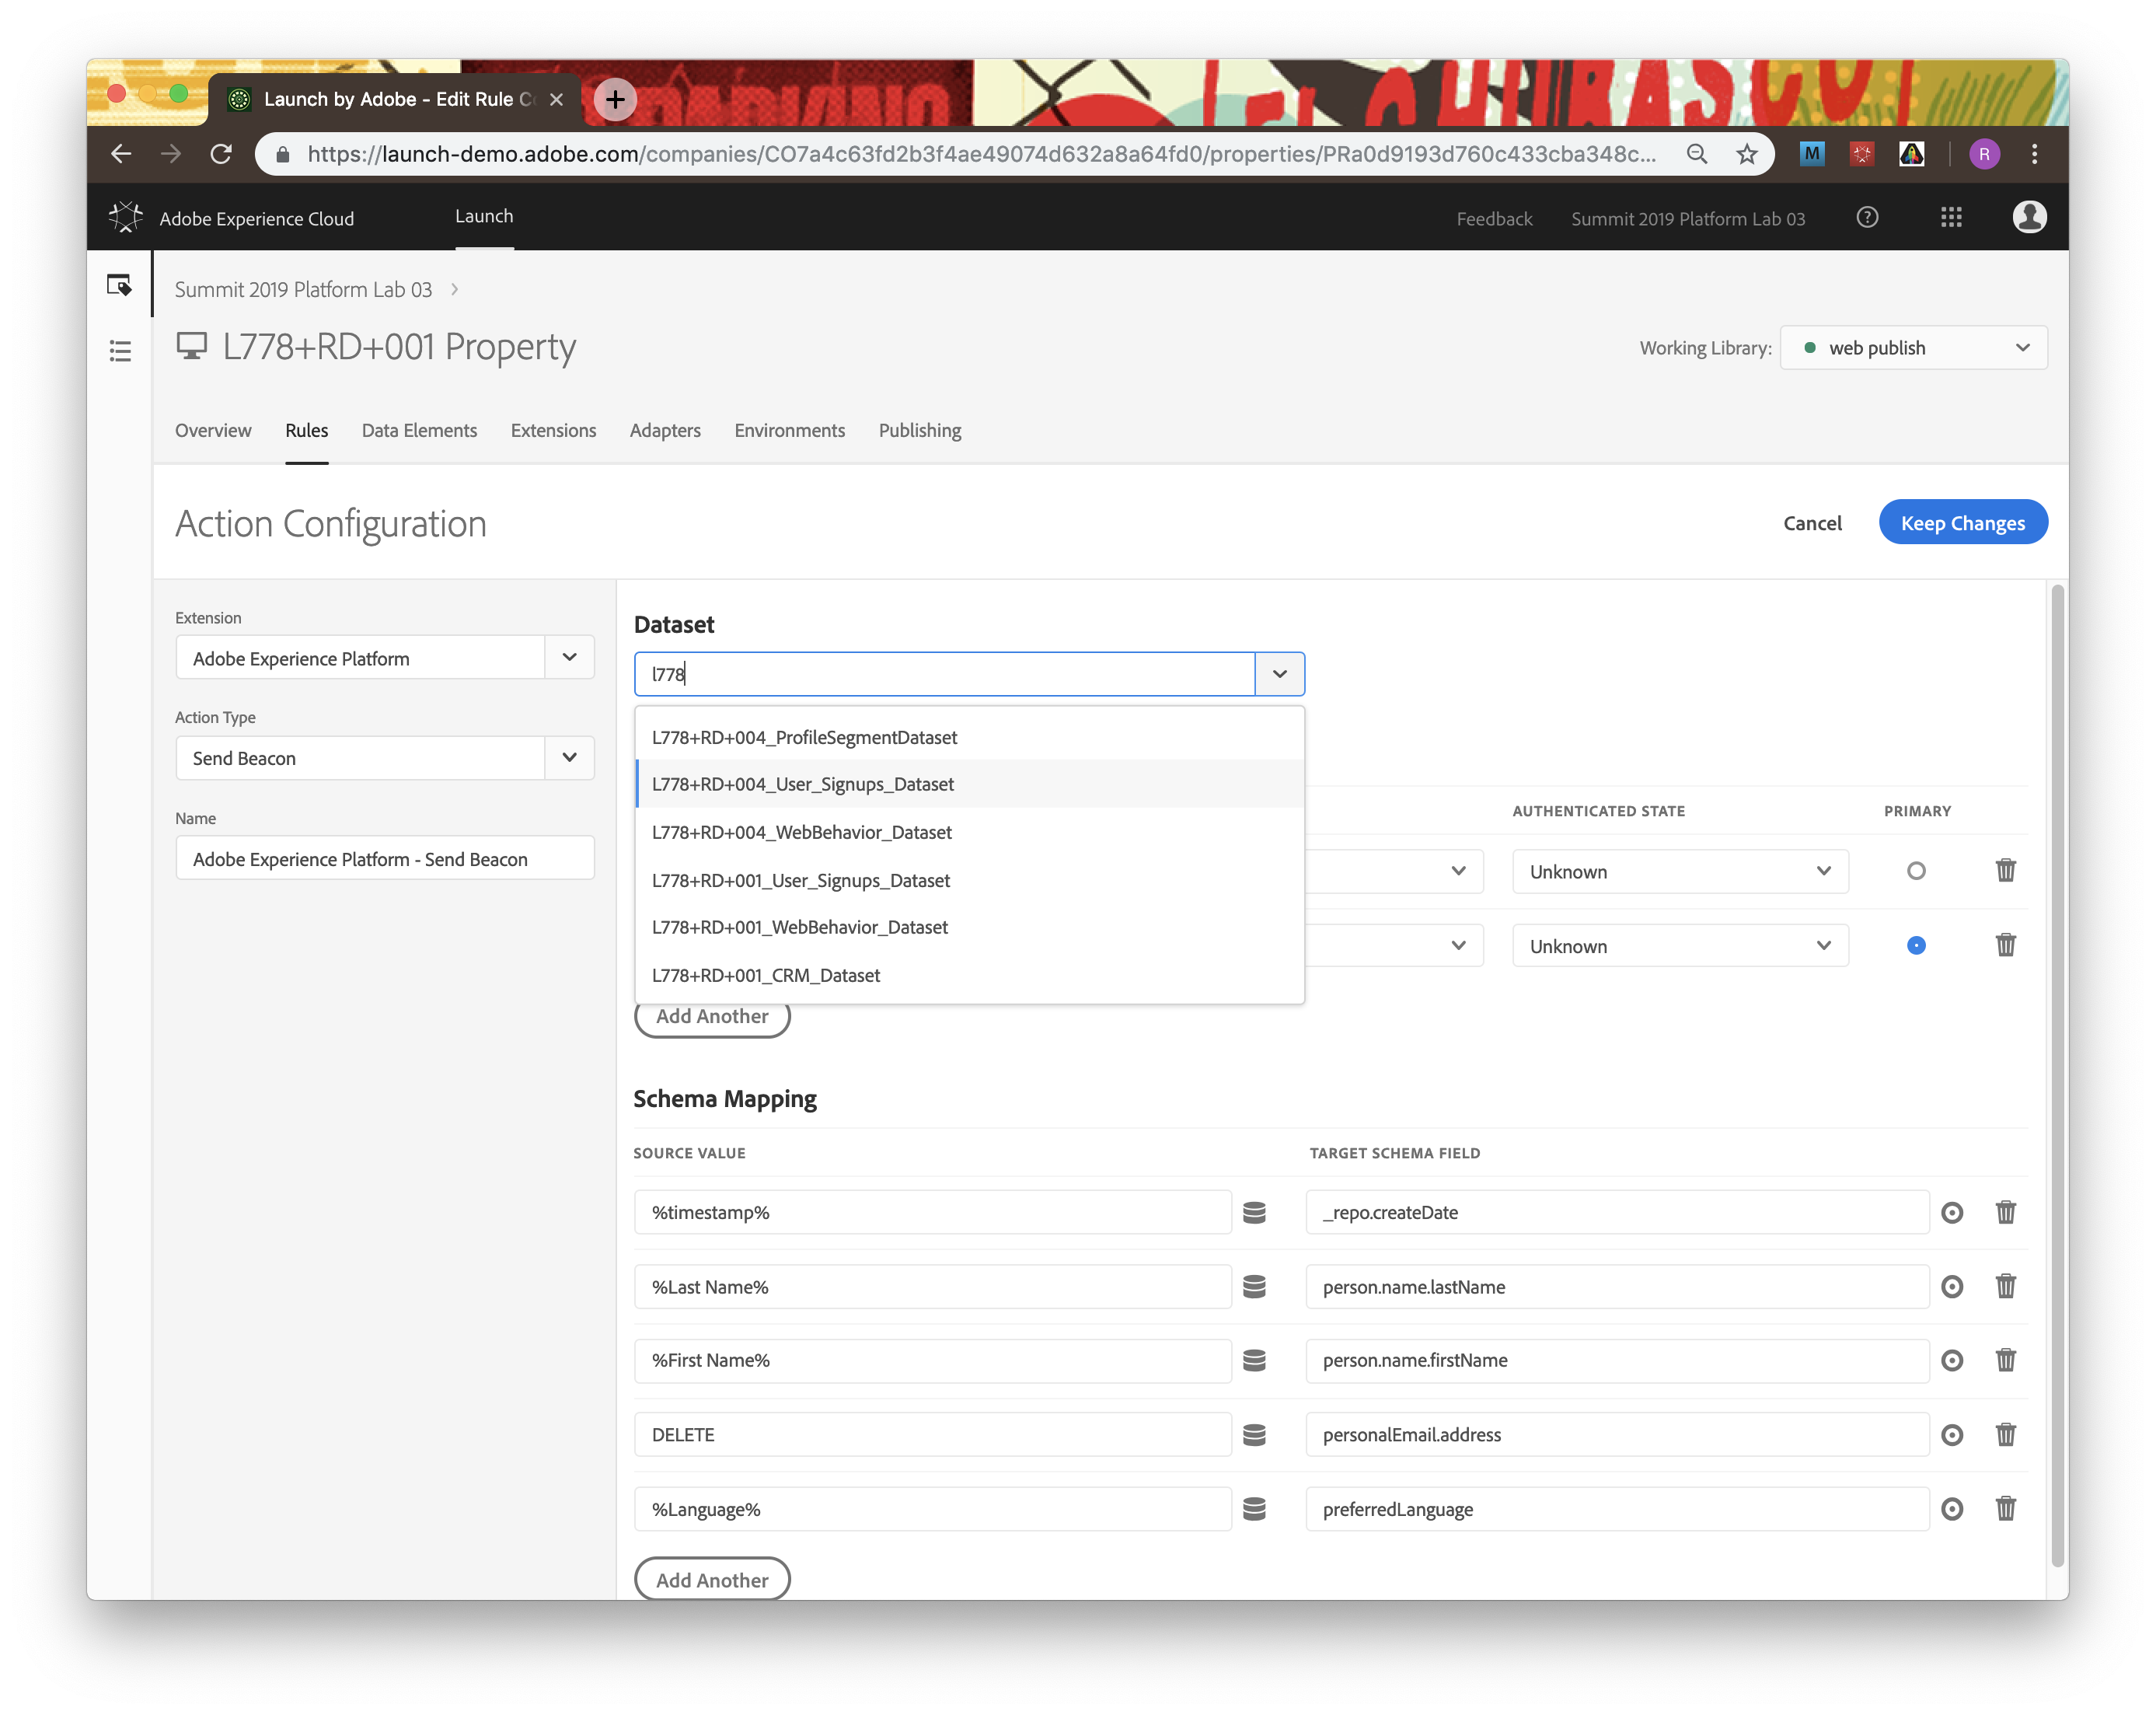 Launch by Adobe - Edit Rule
https://launch-demo.adobe.com/companies/CO7a4c63fd2b3f4ae49074d632a8a64fd0/properties/PRa0d9193d760c433cba348c...
M
R
Adobe Experience Cloud
Launch
Feedback
Summit 2019 Platform Lab 03
Summit 2019 Platform Lab 03
L778+RD+001 Property
Working Library:
web publish
Overview Rules Data Elements Extensions Adapters Environments Publishing
Action Configuration
Cancel
Keep Changes
Extension
Adobe Experience Platform
Action Type
Send Beacon
Name
Adobe Experience Platform - Send Beacon
Dataset
l778
L778+RD+004_ProfileSegmentDataset
L778+RD+004_User_Signups_Dataset
L778+RD+004_WebBehavior_Dataset
L778+RD+001_User_Signups_Dataset
L778+RD+001_WebBehavior_Dataset
L778+RD+001_CRM_Dataset
AUTHENTICATED STATE PRIMARY
Unknown
Unknown
Add Another
Schema Mapping
SOURCE VALUE TARGET SCHEMA FIELD
%timestamp% _repo.createDate
%Last Name% person.name.lastName
%First Name% person.name.firstName
DELETE personalEmail.address
%Language% preferredLanguage
Add Another